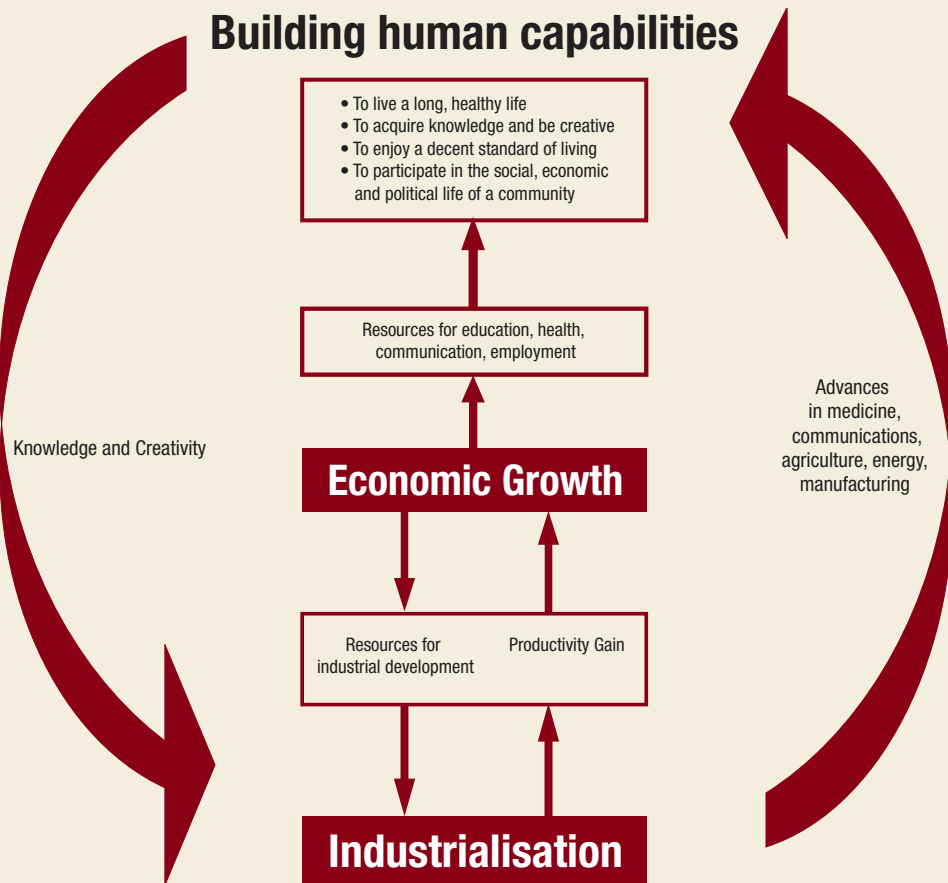 Building human capabilities
• To live a long, healthy life
• To acquire knowledge and be creative
• To enjoy a decent standard of living
• To participate in the social, economic
and political life of a community
Resources for education, health,
communication, employment
Knowledge and Creativity
Advances
in medicine,
communications,
agriculture, energy,
manufacturing
Economic Growth
Resources for
industrial development
Productivity Gain
Industrialisation